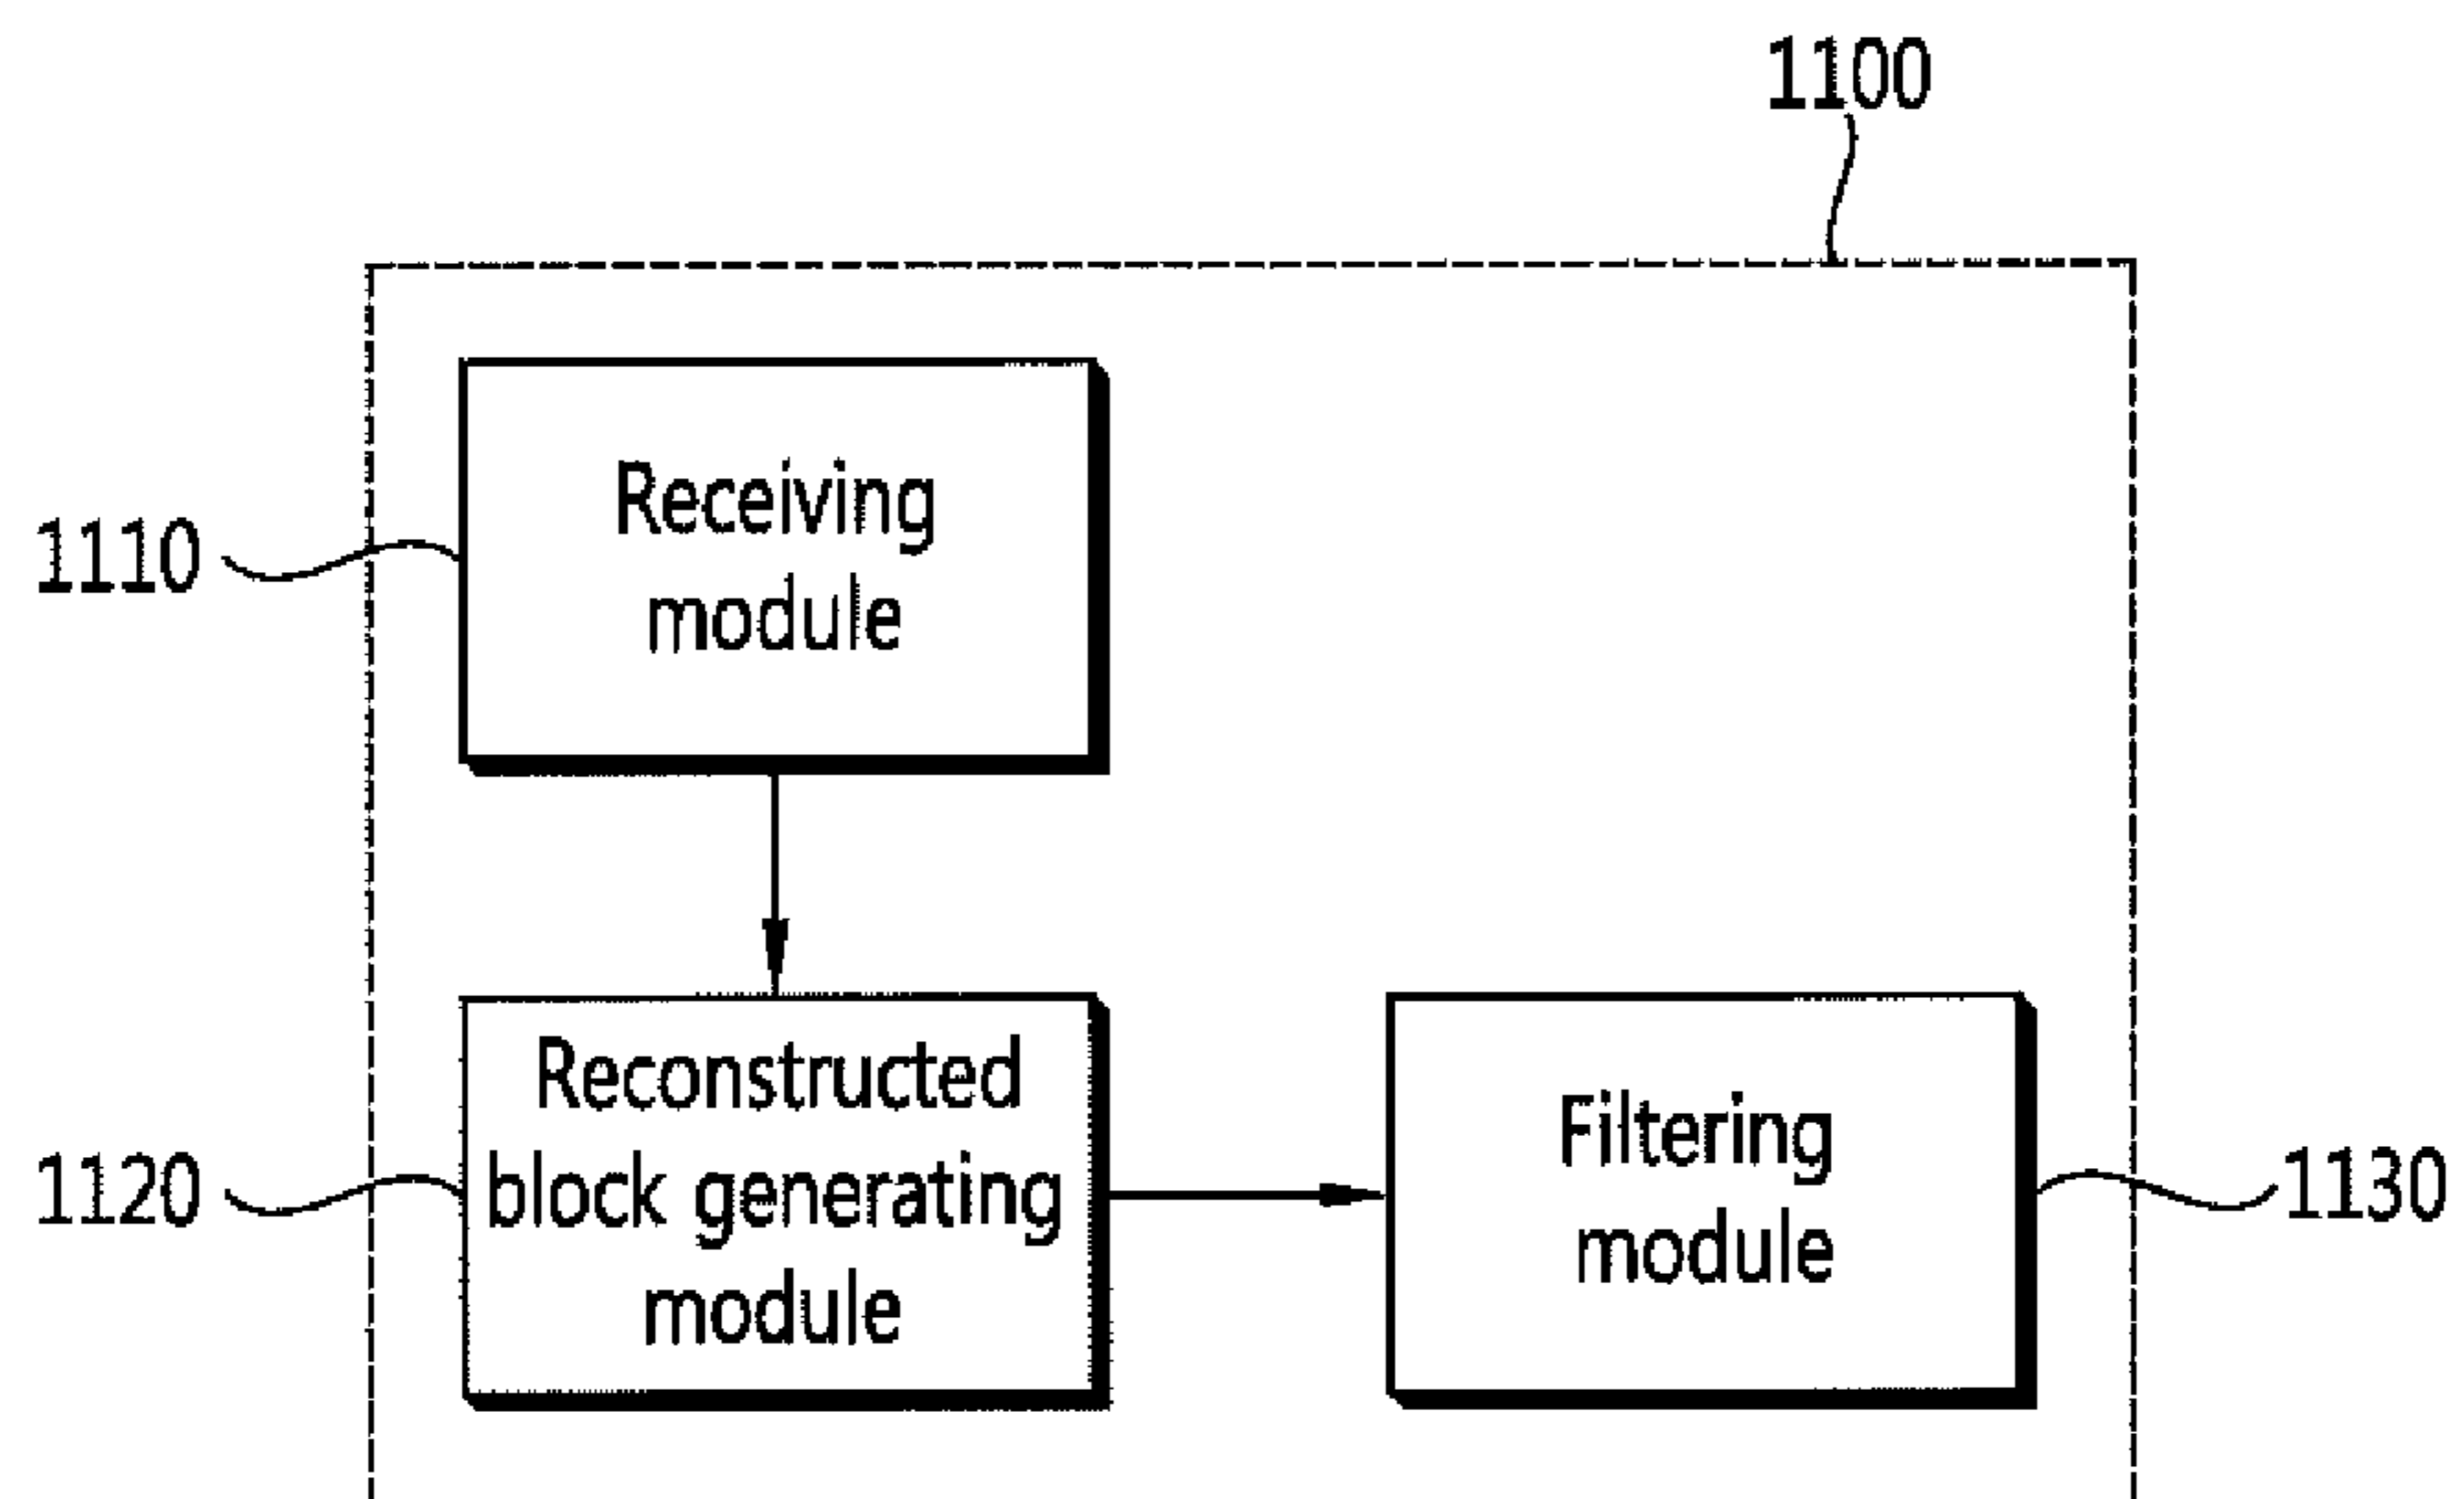 1100
Receiving
module
1110
Reconstructed
block generating
module
1120
Filtering
module
1130